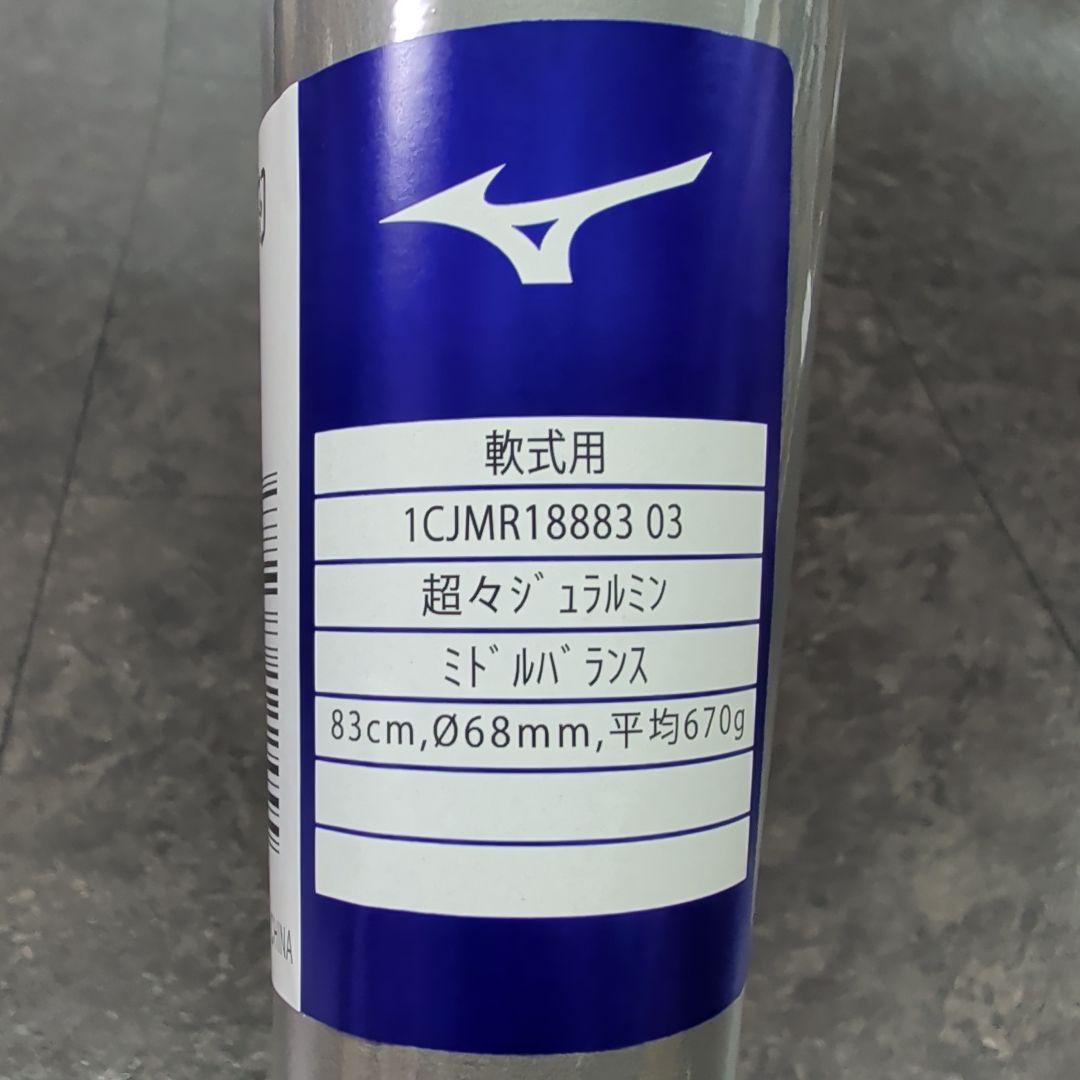 軟式用
1CJMR18883 03
超々ｼﾞｭﾗﾙﾐﾝ
ﾐﾄﾞﾙﾊﾞﾗﾝｽ
83cm,Ø68mm,平均670g
CHINA